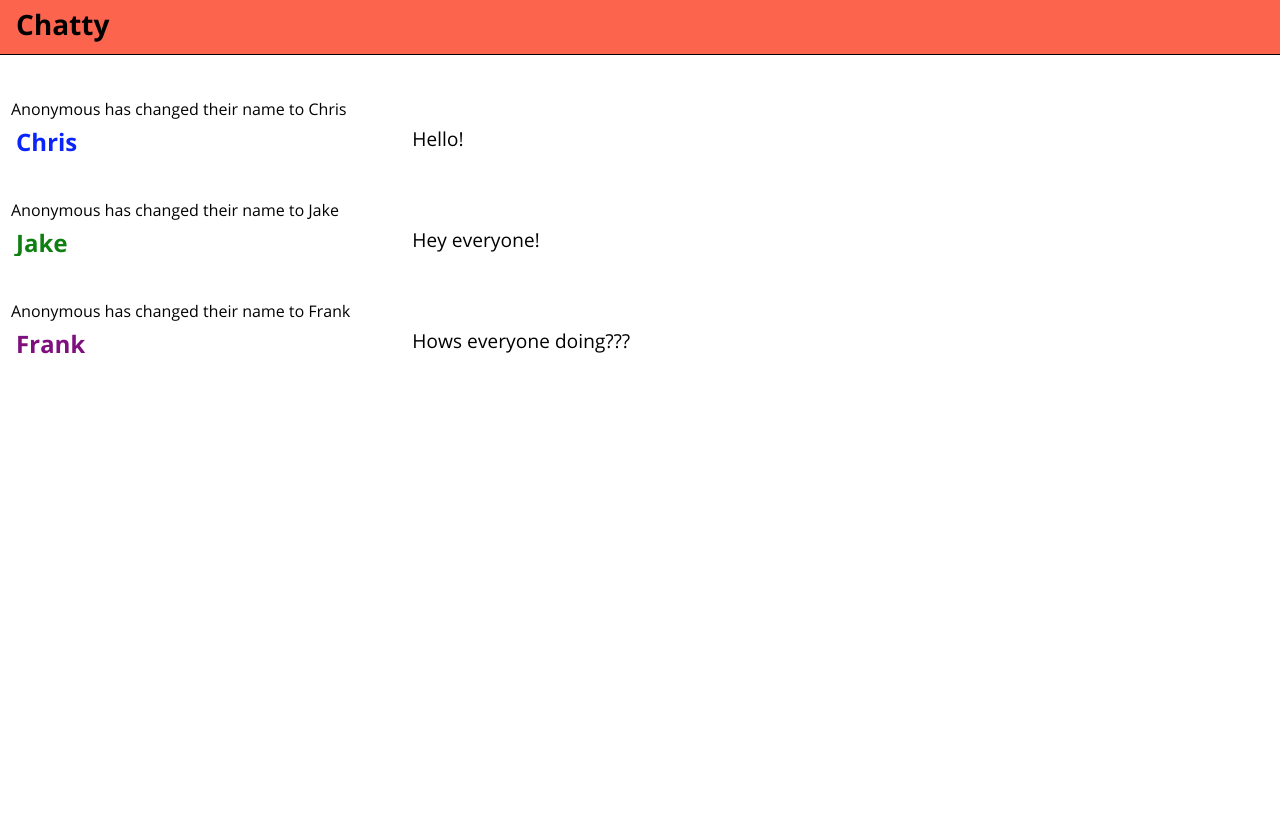 Chatty
Anonymous has changed their name to Chris
Chris Hello!
Anonymous has changed their name to Jake
Jake Hey everyone!
Anonymous has changed their name to Frank
Frank Hows everyone doing???